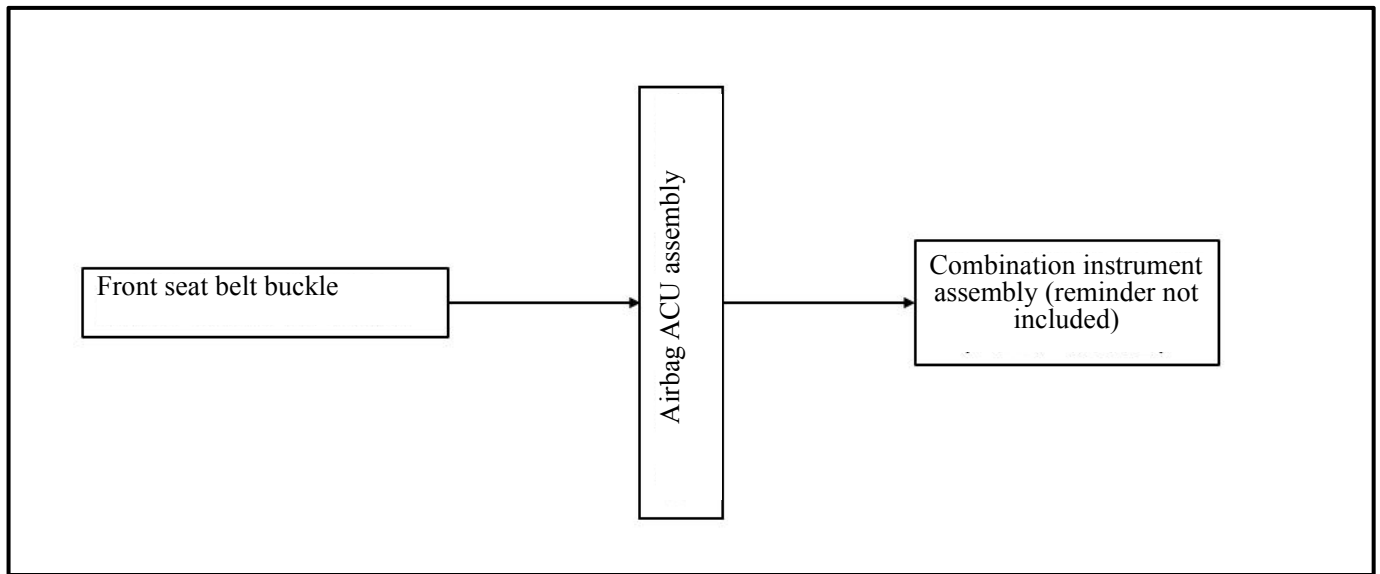 Front seat belt buckle
Airbag ACU assembly
Combination instrument
assembly (reminder not
included)